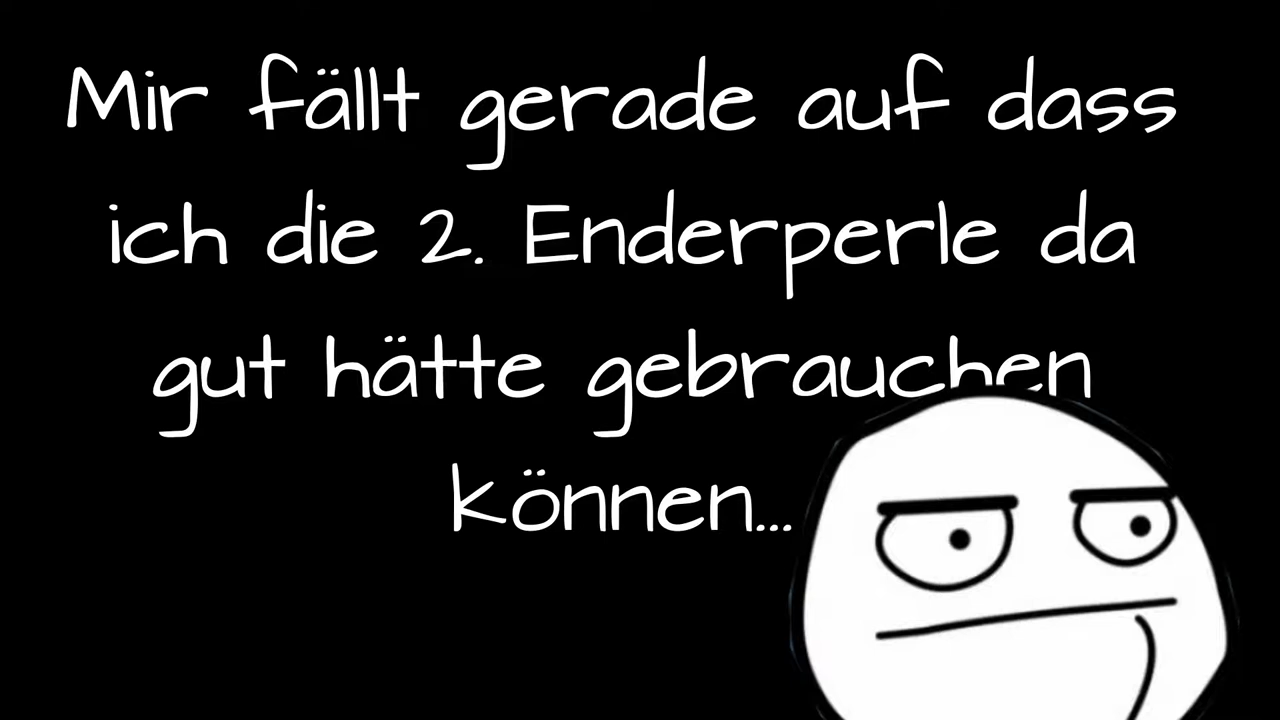 Mir fällt gerade auf dass
ich die 2. Enderperle da
gut hätte gebrauchen
können...